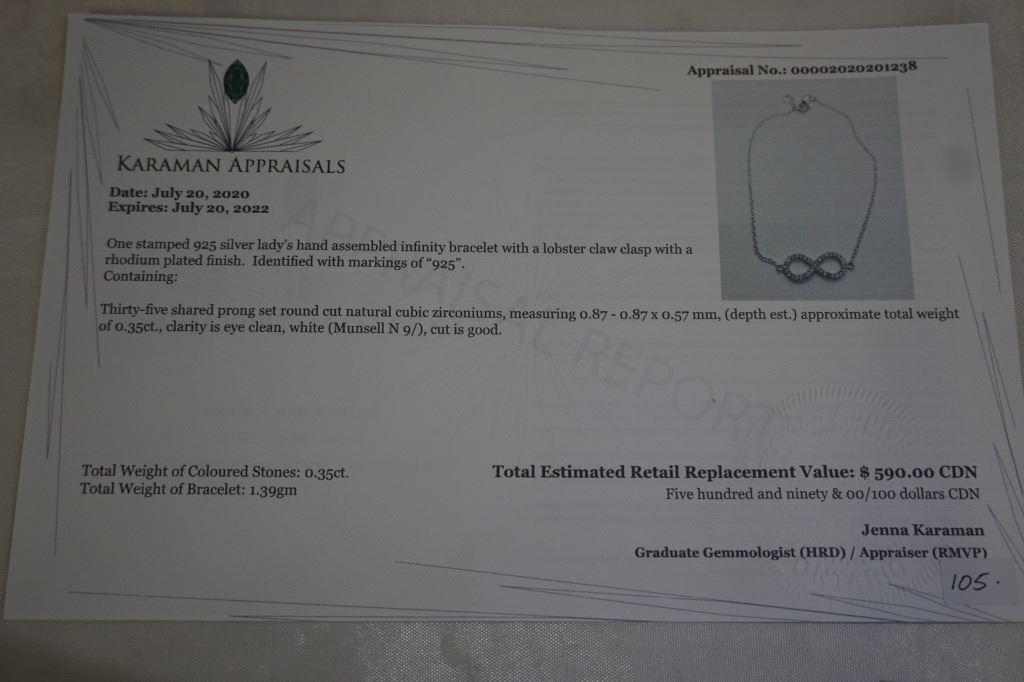 Appraisal No.: 00002020201238
KARAMAN APPRAISALS
Date: July 20, 2020
Expires: July 20, 2022
One stamped 925 silver lady's hand assembled infinity bracelet with a lobster claw clasp with a
rhodium plated finish. Identified with markings of "925".
Containing:
Thirty-five shared prong set round cut natural cubic zirconiums, measuring 0.87 - 0.87 x 0.57 mm, (depth est.) approximate total weight
of 0.35ct., clarity is eye clean, white (Munsell N 9/), cut is good.
APPRAISAL REPORT
Total Weight of Coloured Stones: 0.35ct.
Total Weight of Bracelet: 1.39gm
Total Estimated Retail Replacement Value: $ 590.00 CDN
Five hundred and ninety & 00/100 dollars CDN
Jenna Karaman
Graduate Gemmologist (HRD) / Appraiser (RMVP)
ONTARIO
105.